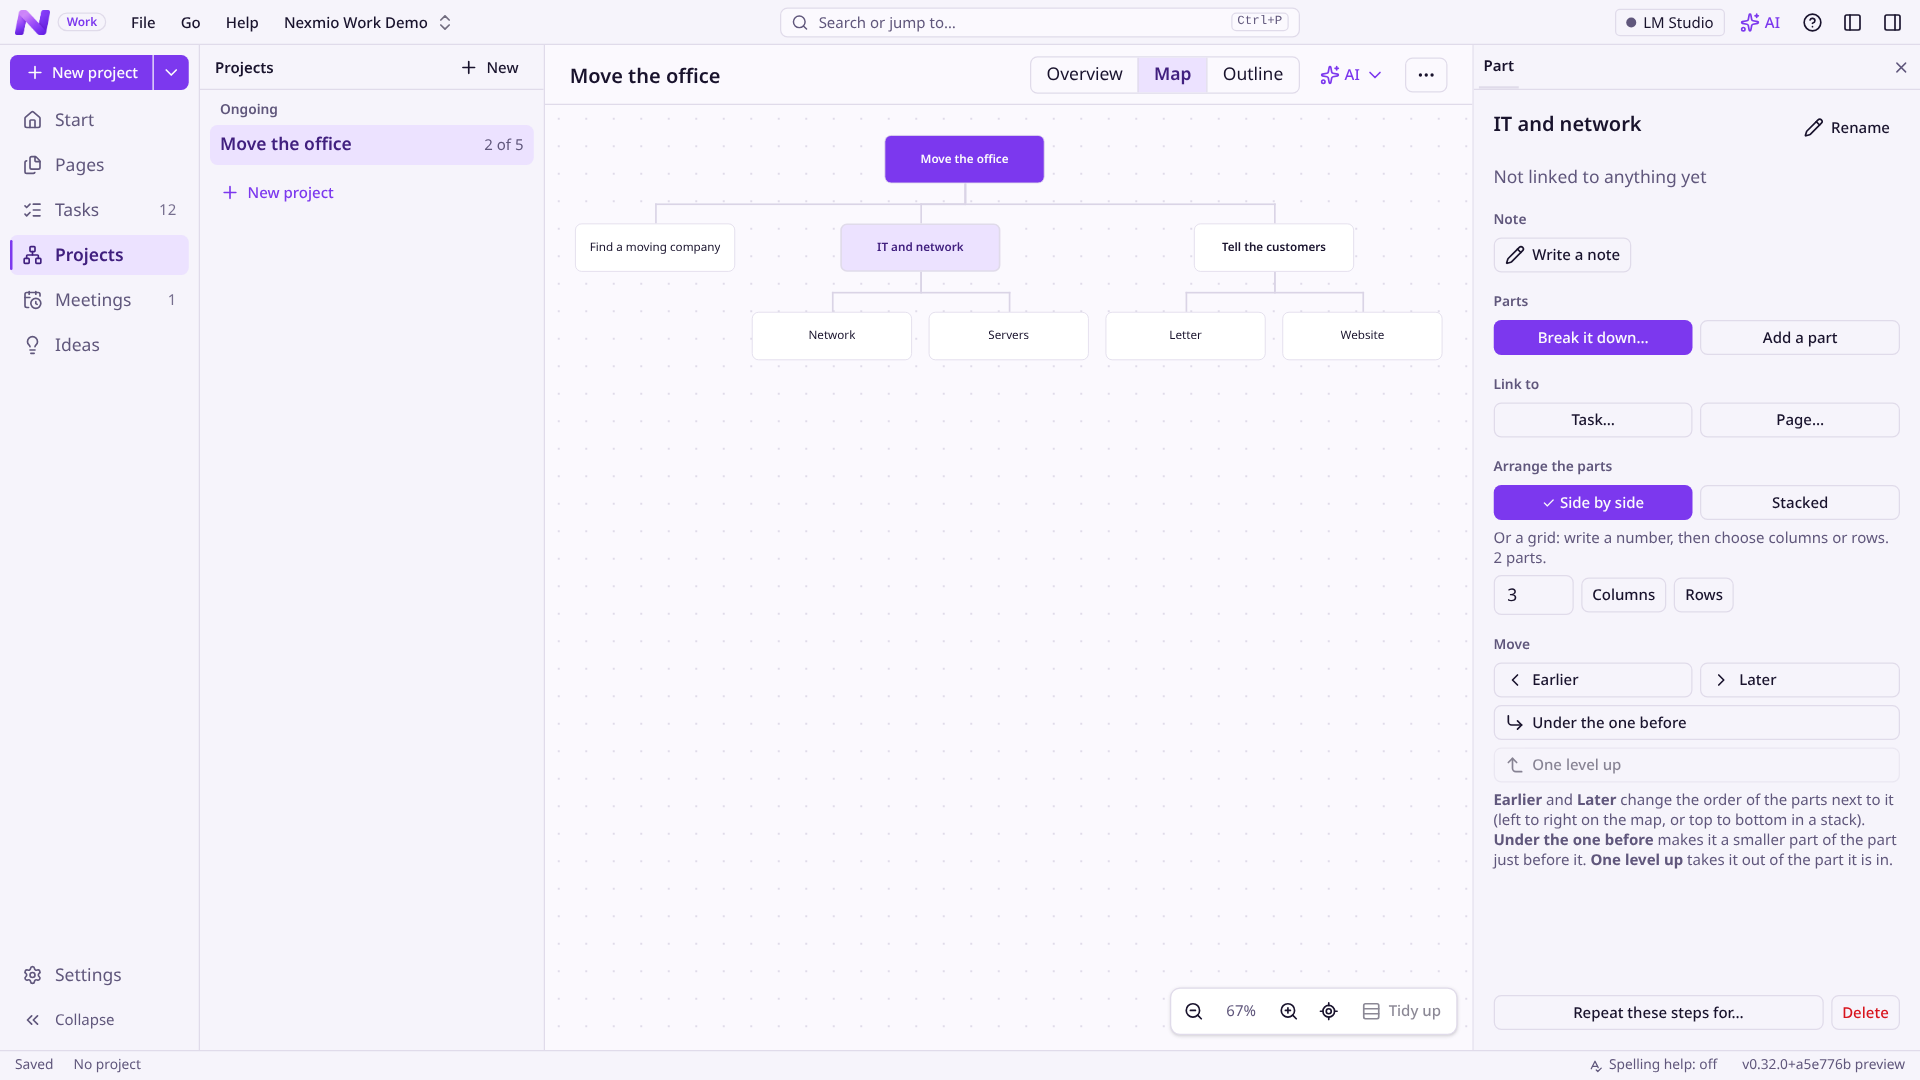 Work
File
Go
Help
Nexmio Work Demo
Search or jump to...
Ctrl+P
LM Studio
AI
New project
Start
Pages
Tasks 12
Projects
Meetings 1
Ideas
Settings
Collapse
Projects
New
Ongoing
Move the office 2 of 5
New project
Move the office
Overview
Map
Outline
AI
Move the office
Find a moving company
IT and network
Tell the customers
Network
Servers
Letter
Website
67%
Tidy up
Part
IT and network
Rename
Not linked to anything yet
Note
Write a note
Parts
Break it down...
Add a part
Link to
Task...
Page...
Arrange the parts
Side by side
Stacked
Or a grid: write a number, then choose columns or rows.
2 parts.
3
Columns
Rows
Move
Earlier
Later
Under the one before
One level up
Earlier and Later change the order of the parts next to it
(left to right on the map, or top to bottom in a stack).
Under the one before makes it a smaller part of the part
just before it. One level up takes it out of the part it is in.
Repeat these steps for...
Delete
Saved
No project
Spelling help: off
v0.32.0+a5e776b preview